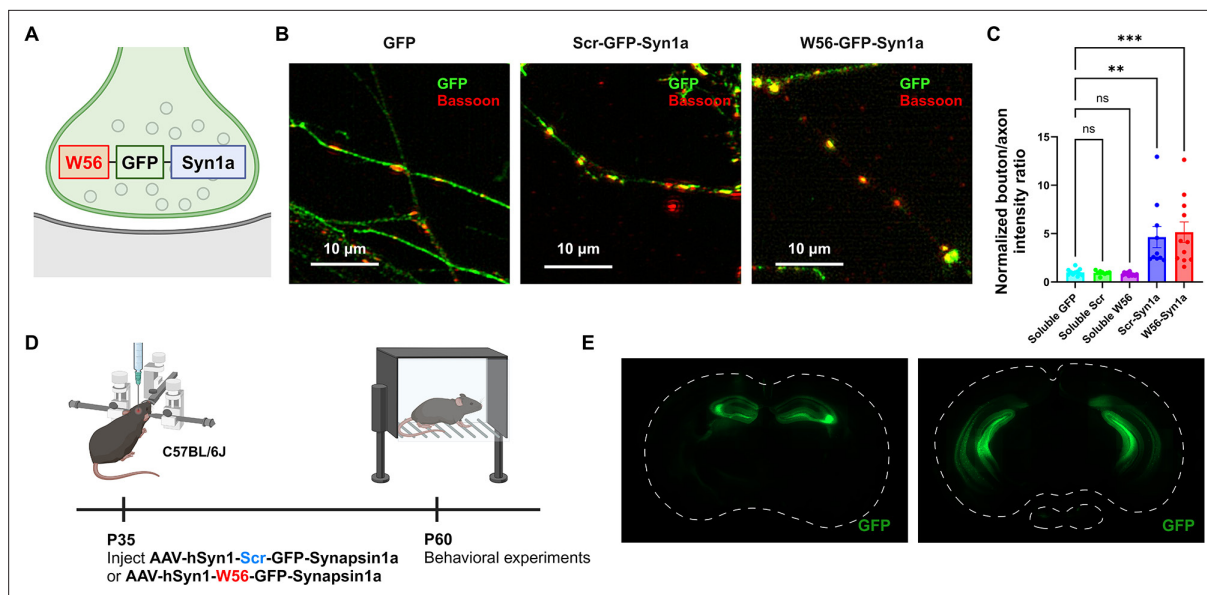 A
W56
GFP
Syn1a
B
GFP
Scr-GFP-Syn1a
W56-GFP-Syn1a
GFP
Bassoon
10 µm
GFP
Bassoon
10 µm
GFP
Bassoon
10 µm
C
***
**
ns
ns
Normalized bouton/axon
intensity ratio
15
10
5
0
Soluble GFP
Soluble Scr
Soluble W56
Scr-Syn1a
W56-Syn1a
D
C57BL/6J
P35
Inject AAV-hSyn1-Scr-GFP-Synapsin1a
or AAV-hSyn1-W56-GFP-Synapsin1a
P60
Behavioral experiments
E
GFP
GFP